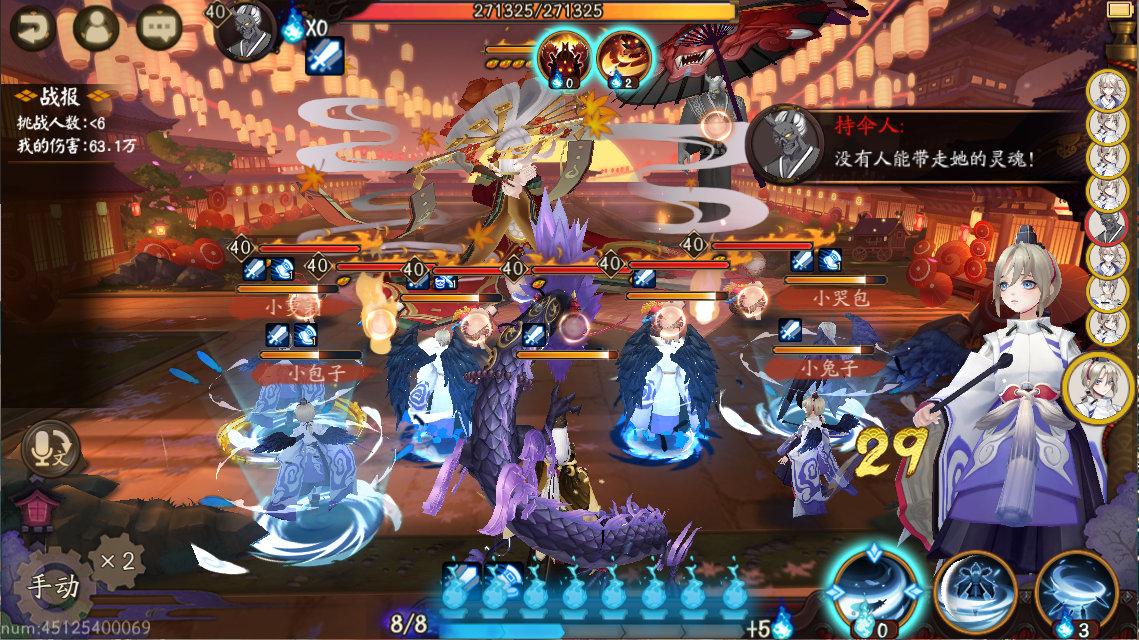 40
X0
271325/271325
0
2
战报
挑战人数:<6
我的伤害:63.1万
持伞人:
没有人能带走她的灵魂!
40
40
40
40
40
40
小哭包
小包子
小兔子
文
29
×2
手动
num:45125400069
8/8
+5
0
3